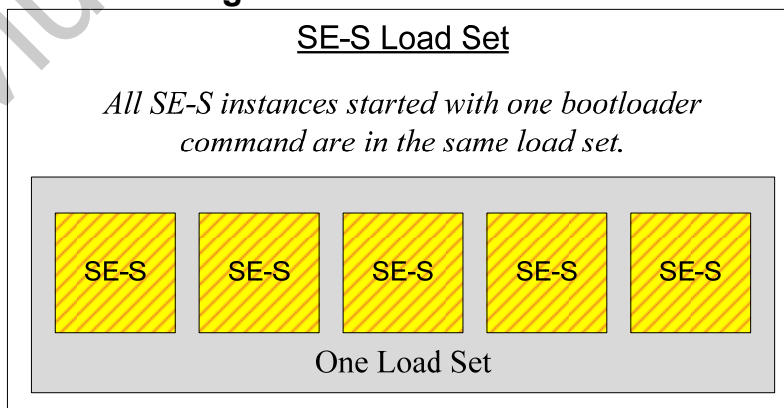 SE-S Load Set
All SE-S instances started with one bootloader
command are in the same load set.
SE-S SE-S SE-S SE-S SE-S
One Load Set